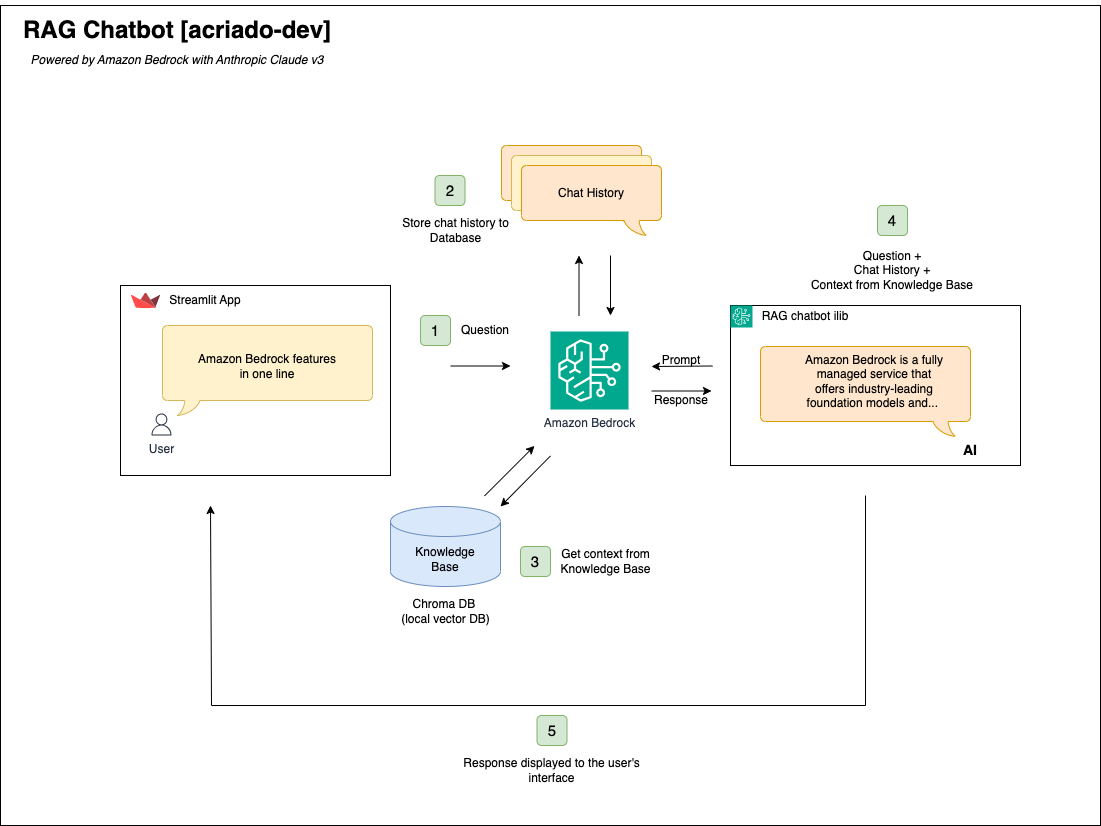 RAG Chatbot [acriado-dev]
Powered by Amazon Bedrock with Anthropic Claude v3
Chat History
2
Store chat history to
Database
4
Question +
Chat History +
Context from Knowledge Base
Streamlit App
Amazon Bedrock features
in one line
User
1
Question
Amazon Bedrock
Prompt
Response
RAG chatbot ilib
Amazon Bedrock is a fully
managed service that
offers industry-leading
foundation models and...
AI
Knowledge
Base
Chroma DB
(local vector DB)
3
Get context from
Knowledge Base
5
Response displayed to the user's
interface